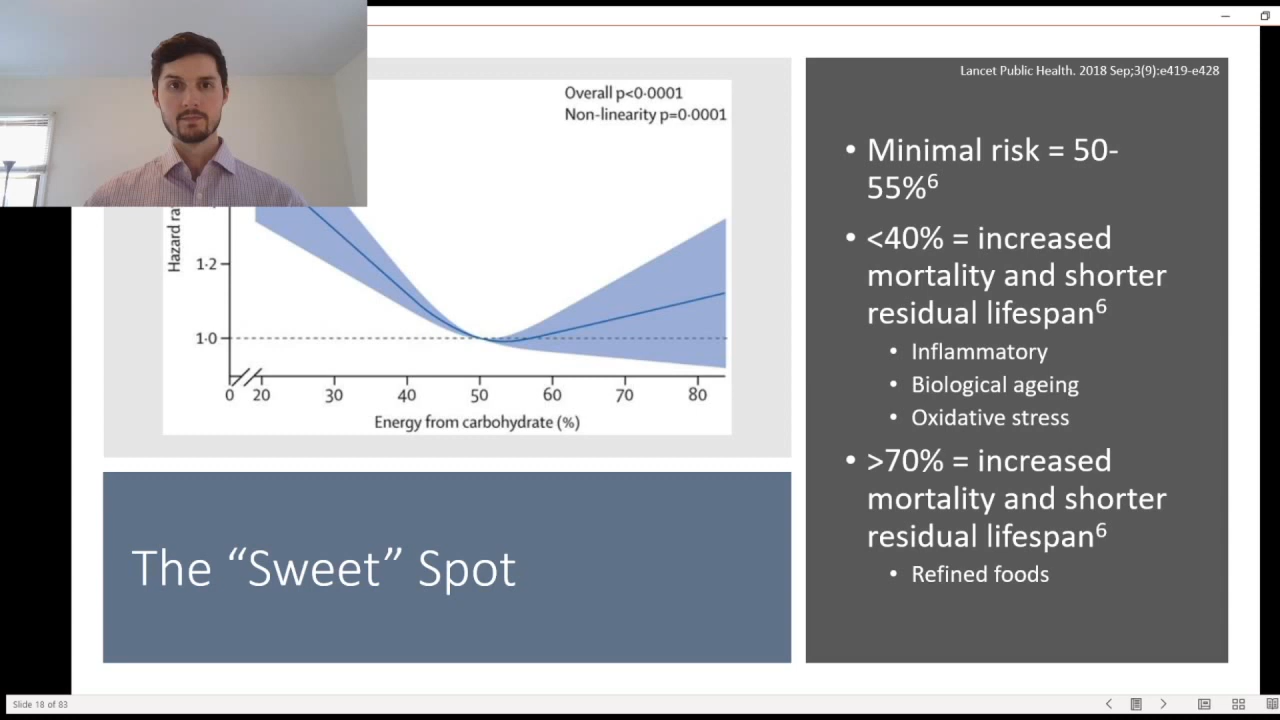 Lancet Public Health. 2018 Sep;3(9):e419-e428
Overall p<0·0001
Non-linearity p=0·0001
1·2
1·0
0 20 30 40 50 60 70 80
Energy from carbohydrate (%)
The “Sweet” Spot
• Minimal risk = 50-
55%6
• <40% = increased
mortality and shorter
residual lifespan6
• Inflammatory
• Biological ageing
• Oxidative stress
• >70% = increased
mortality and shorter
residual lifespan6
• Refined foods
Slide 18 of 83